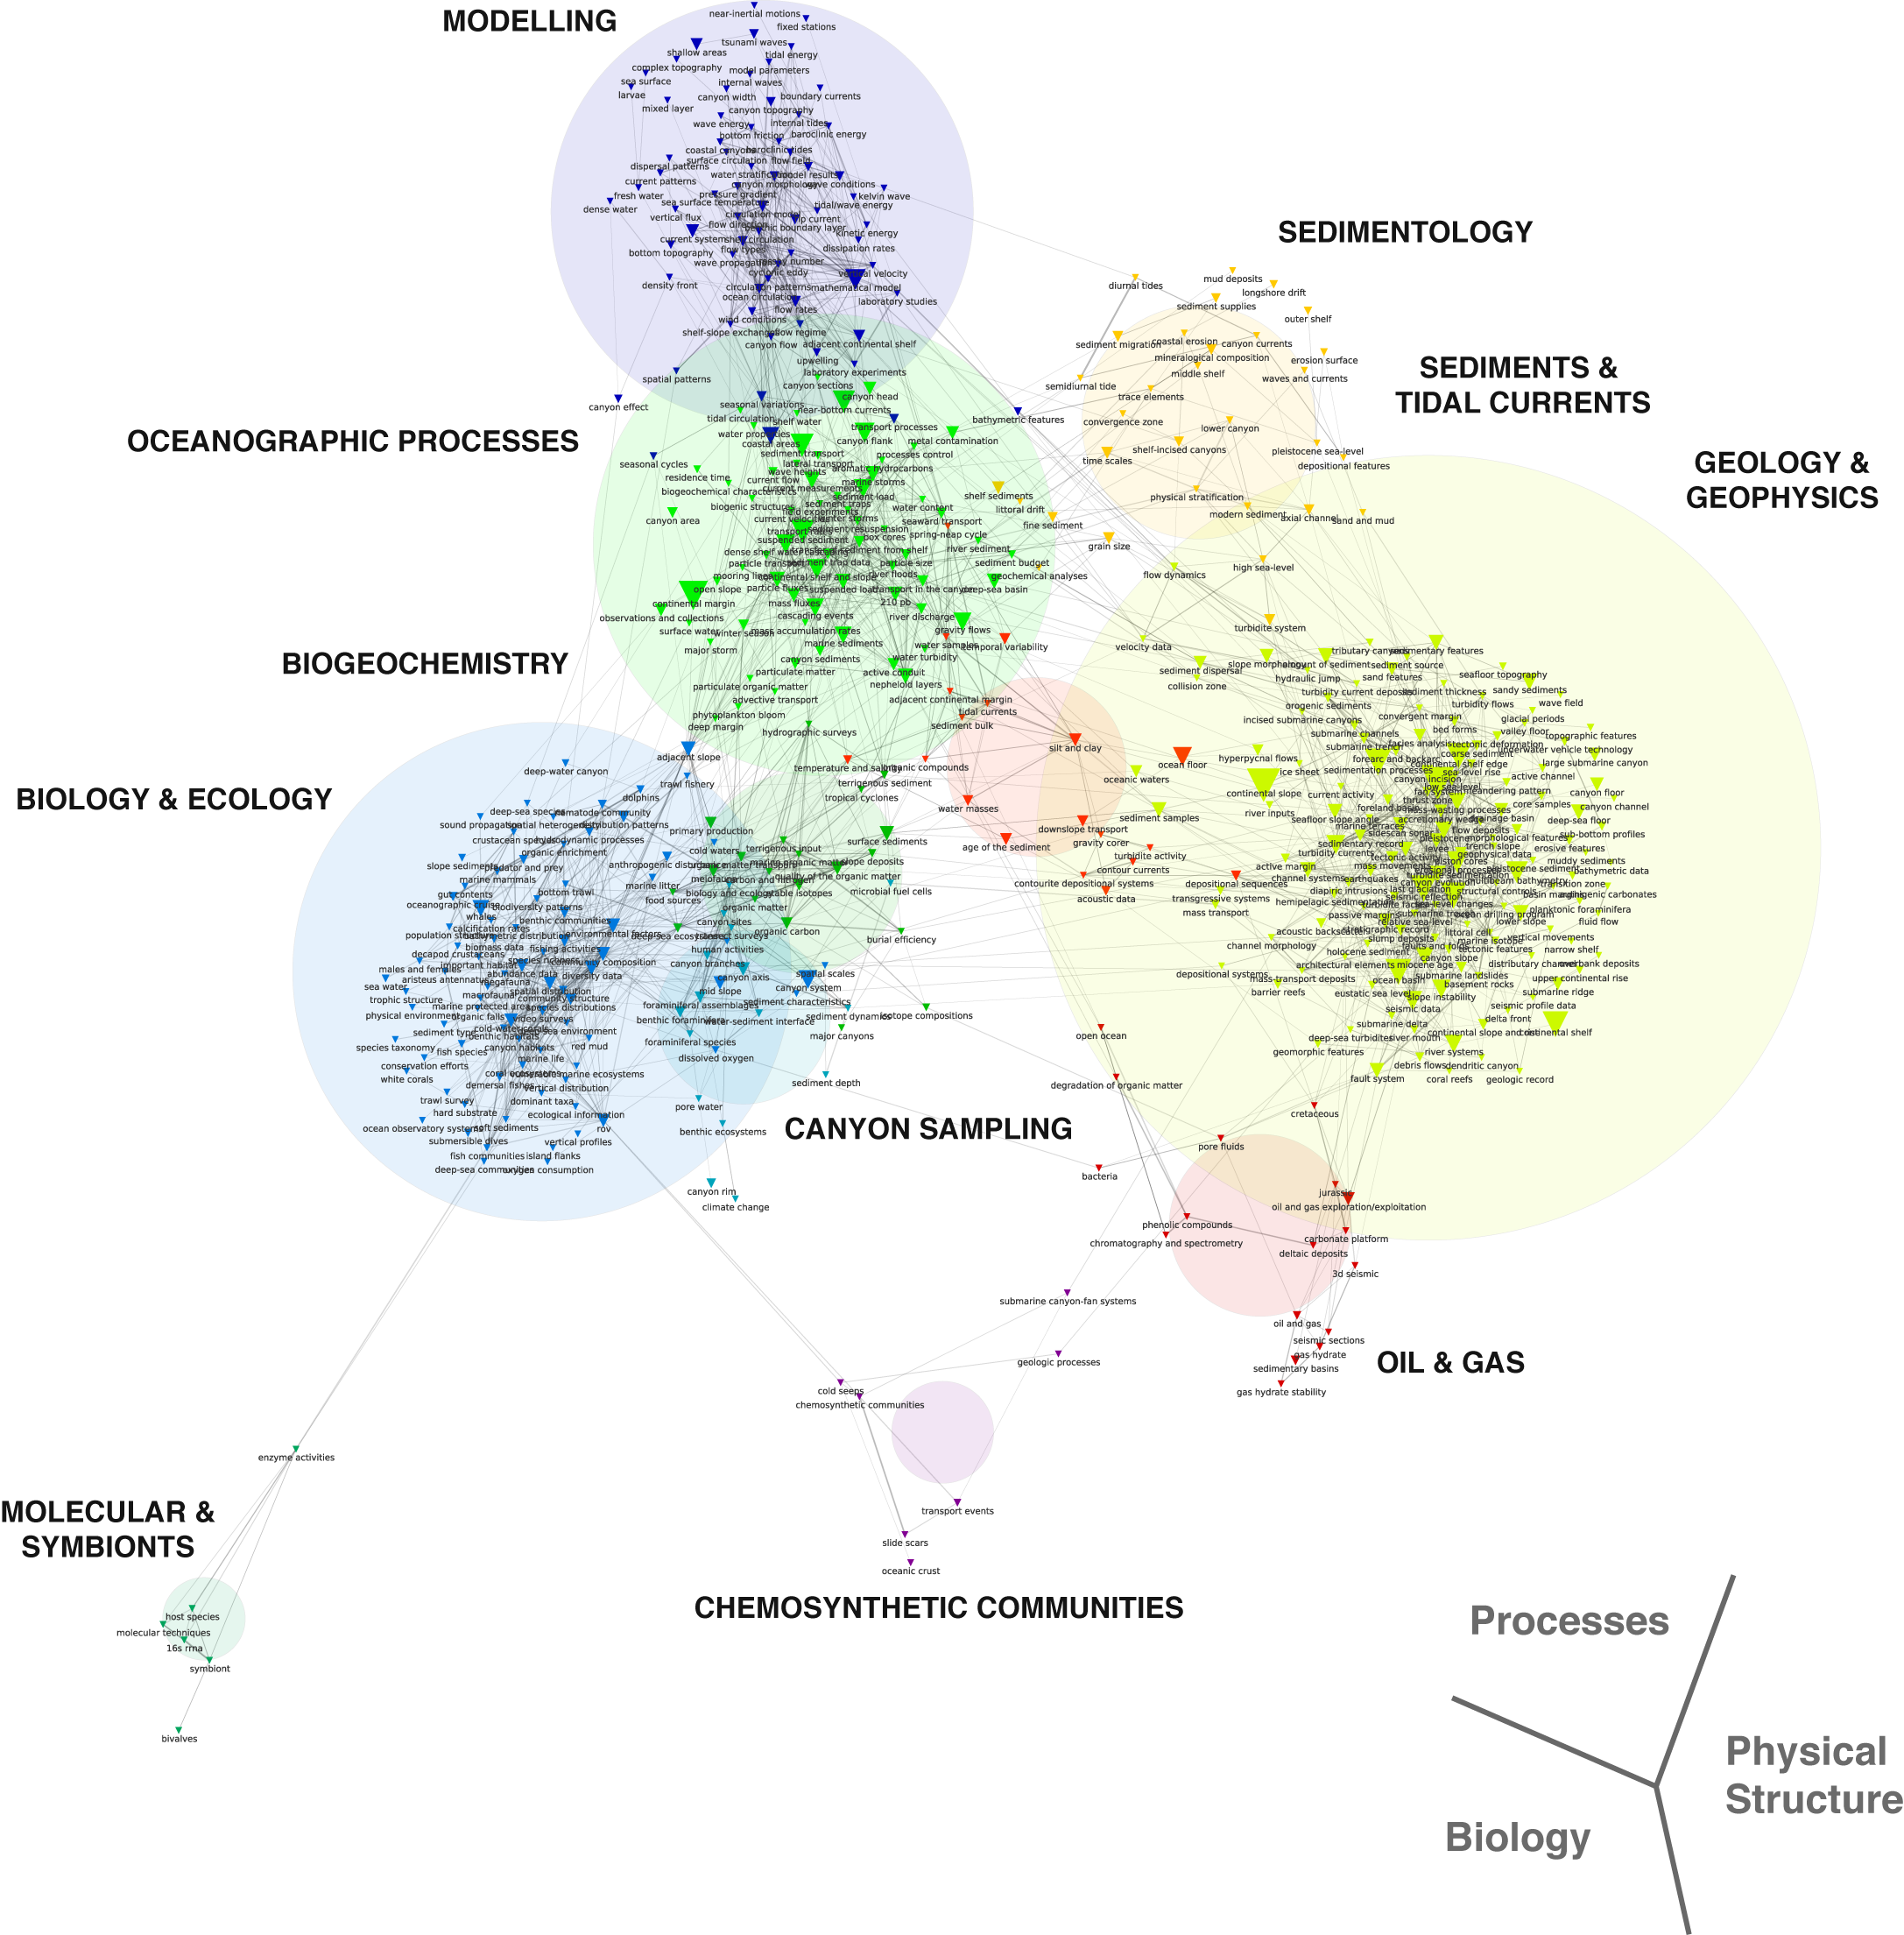 MODELLING
near-inertial motions
fixed stations
tsunami waves
shallow areas
tidal energy
complex topography
model parameters
sea surface
internal waves
larvae
canyon width
boundary currents
mixed layer
canyon topography
wave energy
internal tides
bottom friction
baroclinic energy
coastal canyons
baroclinic tides
surface circulation
flow field
dispersal patterns
water stratification
model results
current patterns
canyon morphology
wave conditions
fresh water
pressure gradient
kelvin wave
dense water
sea surface temperature
tidal/wave energy
vertical flux
circulation model
rip current
flow direction
benthic boundary layer
kinetic energy
current system
shelf circulation
dissipation rates
bottom topography
flow types
wave propagation
cyclonic eddy
vertical velocity
density front
circulation patterns
mathematical model
ocean circulation
laboratory studies
flow rates
wind conditions
shelf-slope exchanges
flow regime
canyon flow
adjacent continental shelf
upwelling
laboratory experiments
spatial patterns
canyon effect
SEDIMENTOLOGY
mud deposits
diurnal tides
longshore drift
sediment supplies
outer shelf
sediment migration
coastal erosion
canyon currents
mineralogical composition
erosion surface
middle shelf
waves and currents
semidiurnal tide
trace elements
SEDIMENTS &
TIDAL CURRENTS
bathymetric features
convergence zone
lower canyon
shelf-incised canyons
pleistocene sea-level
time scales
depositional features
physical stratification
shelf sediments
littoral drift
modern sediment
axial channel
sand and mud
fine sediment
grain size
flow dynamics
high sea-level
turbidite system
velocity data
OCEANOGRAPHIC PROCESSES
canyon sections
canyon head
seasonal variations
near-bottom currents
tidal circulation
shelf water
transport processes
water properties
coastal areas
canyon flank
metal contamination
sediment transport
processes control
seasonal cycles
lateral transport
wave heights
aromatic hydrocarbons
residence time
current flow
marine storms
biogeochemical characteristics
current measurements
sediment load
biogenic structures
sediment traps
water content
canyon area
field experiments
current velocities
winter storms
seaward transport
transport rates
sediment resuspension
spring-neap cycle
suspended sediment
box cores
dense shelf water cascading
transfer of sediment from shelf
river sediment
particle transport
sediment trap data
particle size
sediment budget
mooring lines
continental shelf and slope
river floods
geochemical analyses
open slope
particle fluxes
suspended load
transport in the canyon
deep-sea basin
continental margin
mass fluxes
210 pb
observations and collections
cascading events
river discharge
surface water
winter season
mass accumulation rates
gravity flows
major storm
marine sediments
water samples
temporal variability
canyon sediments
water turbidity
BIOGEOCHEMISTRY
particulate matter
active conduit
particulate organic matter
nepheloid layers
advective transport
adjacent continental margin
phytoplankton bloom
tidal currents
deep margin
sediment bulk
hydrographic surveys
silt and clay
adjacent slope
temperature and salinity
organic compounds
ocean floor
trawl fishery
terrigenous sediment
tropical cyclones
water masses
downslope transport
age of the sediment
gravity corer
turbidite activity
contour currents
contourite depositional systems
acoustic data
depositional sequences
GEOLOGY &
GEOPHYSICS
tributary canyons
sedimentary features
slope morphology
amount of sediment
sediment source
sediment dispersal
hydraulic jump
sand features
seafloor topography
collision zone
turbidity current deposits
sediment thickness
sandy sediments
orogenic sediments
turbidity flows
wave field
incised submarine canyons
convergent margin
glacial periods
submarine channels
bed forms
valley floor
topographic features
submarine trench
facies analysis
tectonic deformation
underwater vehicle technology
hyperpycnal flows
forearc and backarc
coarse sediment
large submarine canyon
oceanic waters
ice sheet
sedimentation processes
continental shelf edge
sea-level rise
active channel
continental slope
canyon incision
low sea-level
meandering pattern
canyon floor
current activity
fan system
thrust zone
core samples
canyon channel
sediment samples
river inputs
foreland basin
mass-wasting processes
drainage basin
deep-sea floor
seafloor slope angle
accretionary wedge
marine terraces
sidescan sonar
flow deposits
sub-bottom profiles
sedimentary record
pleistocene
morphological features
trench slope
erosive features
turbidity currents
levee
geophysical data
tectonic activity
piston cores
muddy sediments
active margin
mass movements
erosional processes
pleistocene sediment
bathymetric data
channel systems
earthquakes
canyon evolution
multibeam bathymetry
transition zone
transgressive systems
diapiric intrusions
last glaciation
structural controls
basin margin
authigenic carbonates
mass transport
hemipelagic sedimentation
seismic reflection
sea-level changes
planktonic foraminifera
passive margins
turbidite facies
submarine trough
ocean drilling program
acoustic backscatter
relative sea-level
lower slope
fluid flow
stratigraphic record
littoral cell
channel morphology
slump deposits
marine isotope
vertical movements
holocene sediment
faults and folds
tectonic features
narrow shelf
canyon slope
architectural elements
miocene age
distributary channel
overbank deposits
depositional systems
submarine landslides
mass-transport deposits
ocean basin
basement rocks
upper continental rise
barrier reefs
eustatic sea level
slope instability
submarine ridge
seismic data
seismic profile data
delta front
submarine delta
continental slope and rise
continental shelf
deep-sea turbidites
river mouth
geomorphic features
river systems
debris flows
dendritic canyon
fault system
coral reefs
geologic record
BIOLOGY & ECOLOGY
deep-water canyon
dolphins
deep-sea species
nematode community
sound propagation
spatial heterogeneity
distribution patterns
crustacean species
hydrodynamic processes
organic enrichment
slope sediments
predator and prey
anthropogenic disturbance
marine mammals
gut contents
bottom trawl
marine litter
oceanographic cruise
biodiversity patterns
food sources
whales
benthic communities
calcification rates
population structure
bathymetric distribution
environmental factors
biomass data
fishing activities
decapod crustaceans
species richness
community composition
males and females
important habitat
abundance data
diversity data
aristeus antennatus
megafauna
sea water
spatial distribution
trophic structure
macrofauna
community structure
marine protected area
species distributions
physical environment
organic falls
video surveys
sediment type
cold-water corals
deep-sea environment
species taxonomy
benthic habitats
canyon habitats
red mud
fish species
marine life
conservation efforts
coral ecosystems
vulnerable marine ecosystems
white corals
demersal fishes
vertical distribution
trawl survey
dominant taxa
hard substrate
ecological information
ocean observatory systems
soft sediments
rov
submersible dives
vertical profiles
fish communities
island flanks
deep-sea communities
oxygen consumption
primary production
surface sediments
cold waters
terrigenous input
organic matter transport
marine organic matter
slope deposits
meiofauna
carbon and nitrogen
quality of the organic matter
biology and ecology
stable isotopes
microbial fuel cells
organic matter
canyon sites
organic carbon
deep-sea ecosystems
transect surveys
burial efficiency
human activities
canyon branches
canyon axis
spatial scales
mid slope
canyon system
foraminiferal assemblages
sediment characteristics
benthic foraminifera
water-sediment interface
sediment dynamics
isotope compositions
foraminiferal species
major canyons
dissolved oxygen
sediment depth
pore water
benthic ecosystems
CANYON SAMPLING
canyon rim
climate change
open ocean
degradation of organic matter
cretaceous
pore fluids
bacteria
jurassic
oil and gas exploration/exploitation
phenolic compounds
chromatography and spectrometry
carbonate platform
deltaic deposits
3d seismic
submarine canyon-fan systems
oil and gas
seismic sections
gas hydrate
geologic processes
sedimentary basins
OIL & GAS
gas hydrate stability
cold seeps
chemosynthetic communities
enzyme activities
transport events
slide scars
oceanic crust
MOLECULAR &
SYMBIONTS
CHEMOSYNTHETIC COMMUNITIES
host species
molecular techniques
16s rrna
symbiont
bivalves
Processes
Physical
Structure
Biology